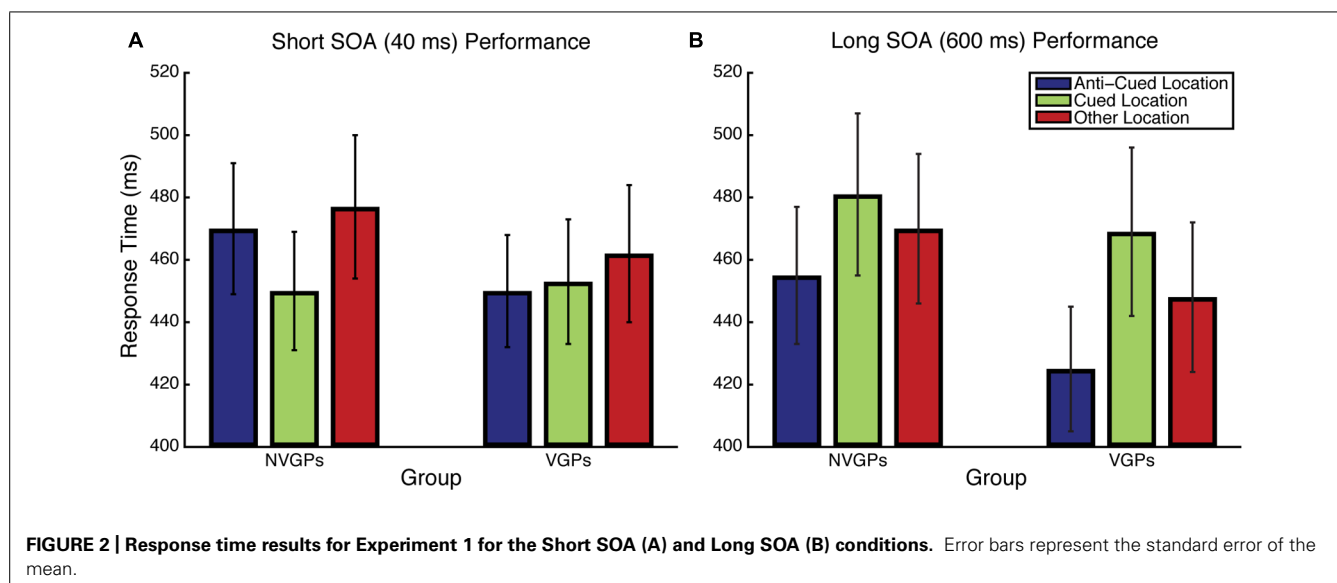 A Short SOA (40 ms) Performance
520
500
480
460
440
420
400
Response Time (ms)
NVGPs VGPs
Group
B Long SOA (600 ms) Performance
Anti-Cued Location
Cued Location
Other Location
520
500
480
460
440
420
400
NVGPs VGPs
Group
FIGURE 2 | Response time results for Experiment 1 for the Short SOA (A) and Long SOA (B) conditions. Error bars represent the standard error of the
mean.